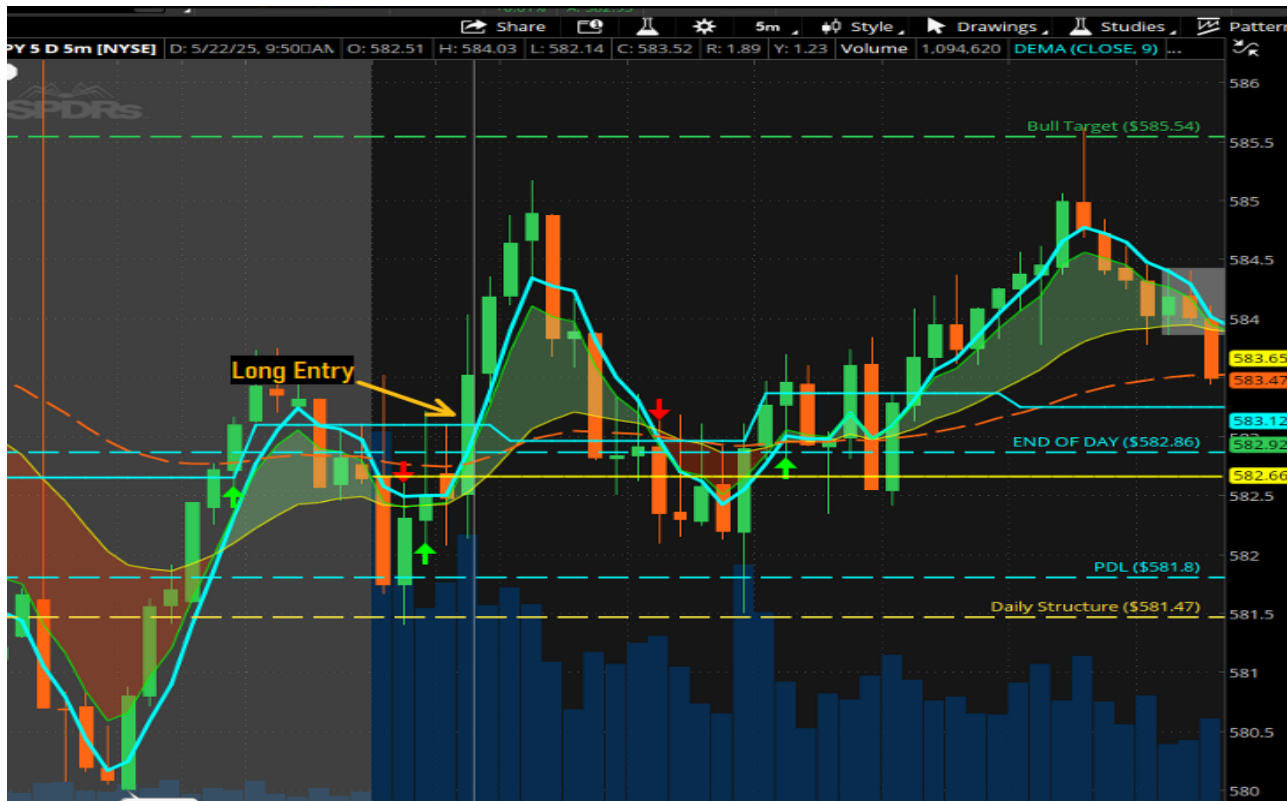 Share 5m Style Drawings Studies Pattern
PY 5 D 5m [NYSE] D: 5/22/25, 9:50 AM O: 582.51 H: 584.03 L: 582.14 C: 583.52 R: 1.89 Y: 1.23 Volume 1,094,620 DEMA (CLOSE, 9) ...
586
SPDRs
Bull Target ($585.54)
585.5
585
584.5
584
583.65
Long Entry
583.47
583.12
END OF DAY ($582.86)
582.92
582.66
582.5
582
PDL ($581.8)
Daily Structure ($581.47)
581.5
581
580.5
580